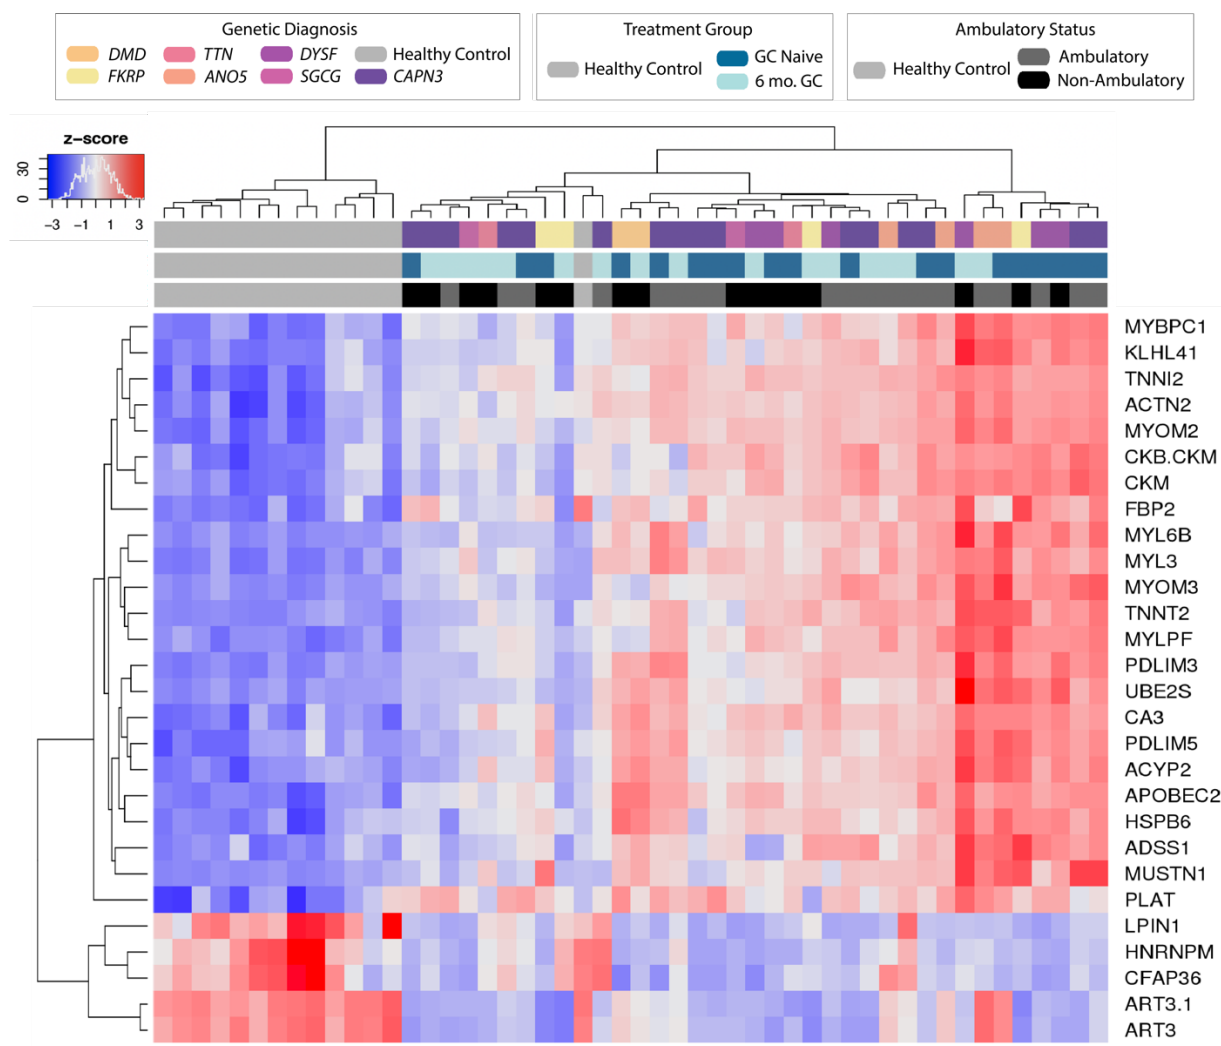 Genetic Diagnosis
DMD TTN DYSF Healthy Control
FKRP ANO5 SGCG CAPN3
Treatment Group
Healthy Control GC Naive
6 mo. GC
Ambulatory Status
Healthy Control Ambulatory
Non-Ambulatory
z-score
0 30
-3 -1 1 3
MYBPC1
KLHL41
TNNI2
ACTN2
MYOM2
CKB.CKM
CKM
FBP2
MYL6B
MYL3
MYOM3
TNNT2
MYLPF
PDLIM3
UBE2S
CA3
PDLIM5
ACYP2
APOBEC2
HSPB6
ADSS1
MUSTN1
PLAT
LPIN1
HNRNPM
CFAP36
ART3.1
ART3